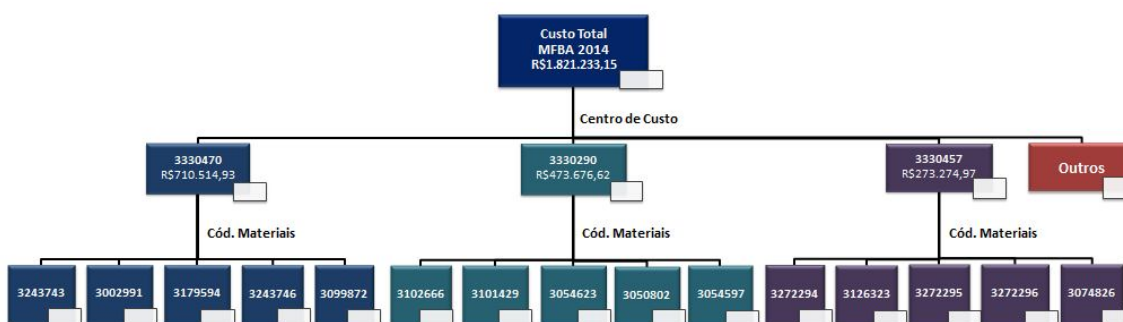 Custo Total
MFBA 2014
R$1.821.233,15
Centro de Custo
3330470
R$710.514,93
3330290
R$473.676,62
3330457
R$273.274,97
Outros
Cód. Materiais
Cód. Materiais
Cód. Materiais
3243743
3002991
3179594
3243746
3099872
3102666
3101429
3054623
3050802
3054597
3272294
3126323
3272295
3272296
3074826